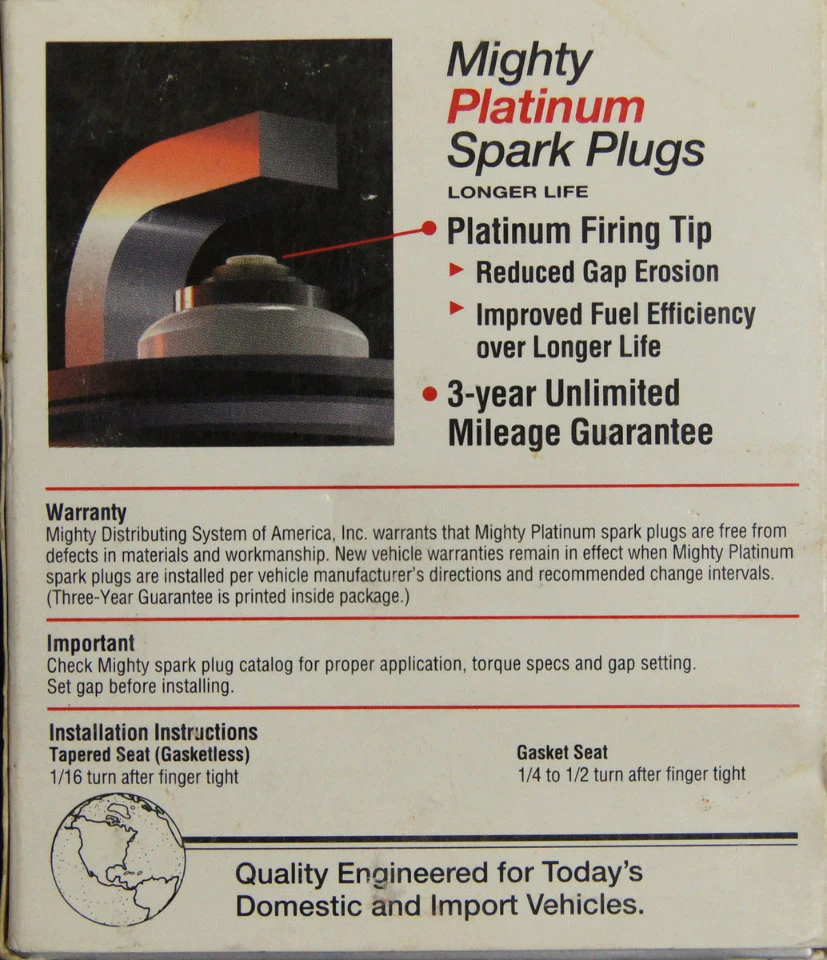 Mighty
Platinum
Spark Plugs
LONGER LIFE
Platinum Firing Tip
Reduced Gap Erosion
Improved Fuel Efficiency
over Longer Life
3-year Unlimited
Mileage Guarantee
Warranty
Mighty Distributing System of America, Inc. warrants that Mighty Platinum spark plugs are free from
defects in materials and workmanship. New vehicle warranties remain in effect when Mighty Platinum
spark plugs are installed per vehicle manufacturer's directions and recommended change intervals.
(Three-Year Guarantee is printed inside package.)
Important
Check Mighty spark plug catalog for proper application, torque specs and gap setting.
Set gap before installing.
Installation Instructions
Tapered Seat (Gasketless)
1/16 turn after finger tight
Gasket Seat
1/4 to 1/2 turn after finger tight
Quality Engineered for Today's
Domestic and Import Vehicles.